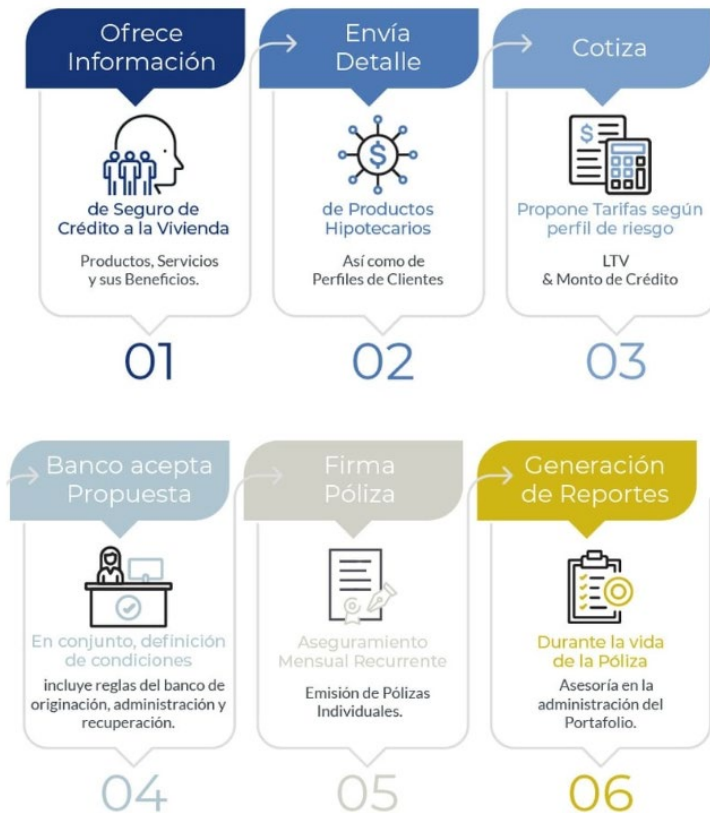 Ofrece
Información
de Seguro de
Crédito a la Vivienda
Productos, Servicios
y sus Beneficios.
01
Envía
Detalle
$
de Productos
Hipotecarios
Así como de
Perfiles de Clientes
02
Cotiza
$
Propone Tarifas según
perfil de riesgo
LTV
& Monto de Crédito
03
Banco acepta
Propuesta
En conjunto, definición
de condiciones
incluye reglas del banco de
originación, administración y
recuperación.
04
Firma
Póliza
Aseguramiento
Mensual Recurrente
Emisión de Pólizas
Individuales.
05
Generación
de Reportes
Durante la vida
de la Póliza
Asesoría en la
administración del
Portafolio.
06